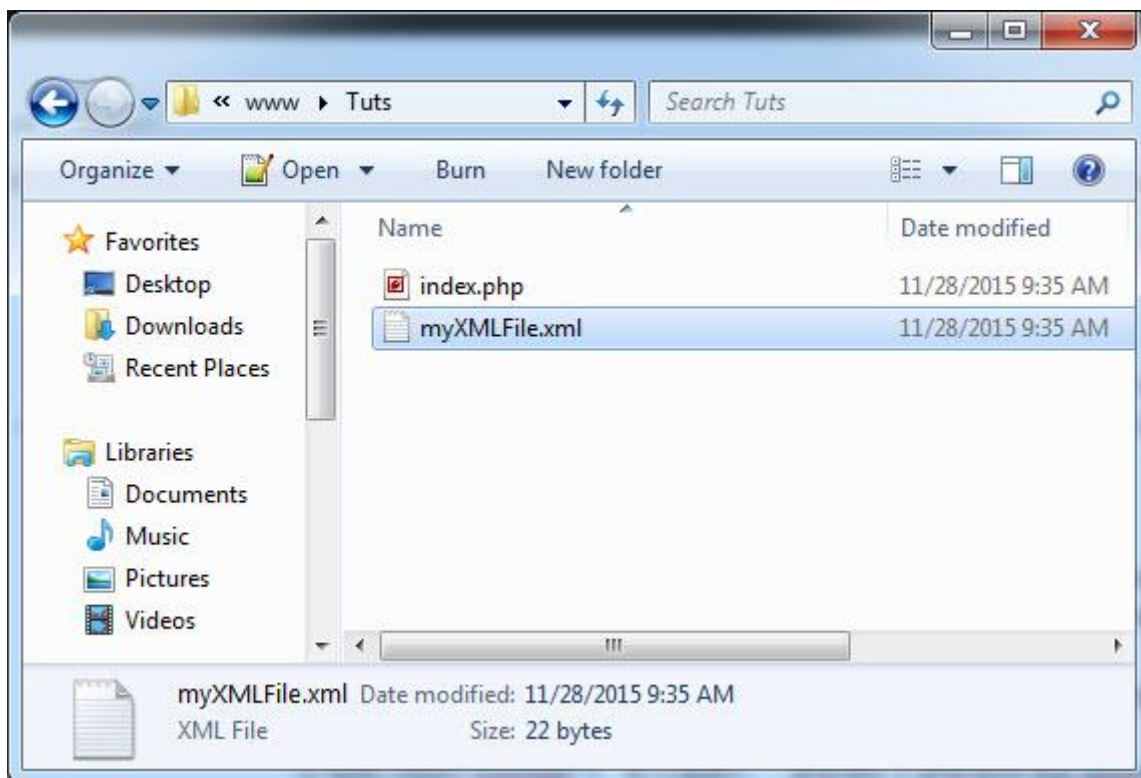 « www Tuts Search Tuts
Organize Open Burn New folder
Name Date modified
Favorites
Desktop
Downloads
Recent Places
Libraries
Documents
Music
Pictures
Videos
index.php 11/28/2015 9:35 AM
myXMLFile.xml 11/28/2015 9:35 AM
myXMLFile.xml Date modified: 11/28/2015 9:35 AM
XML File Size: 22 bytes